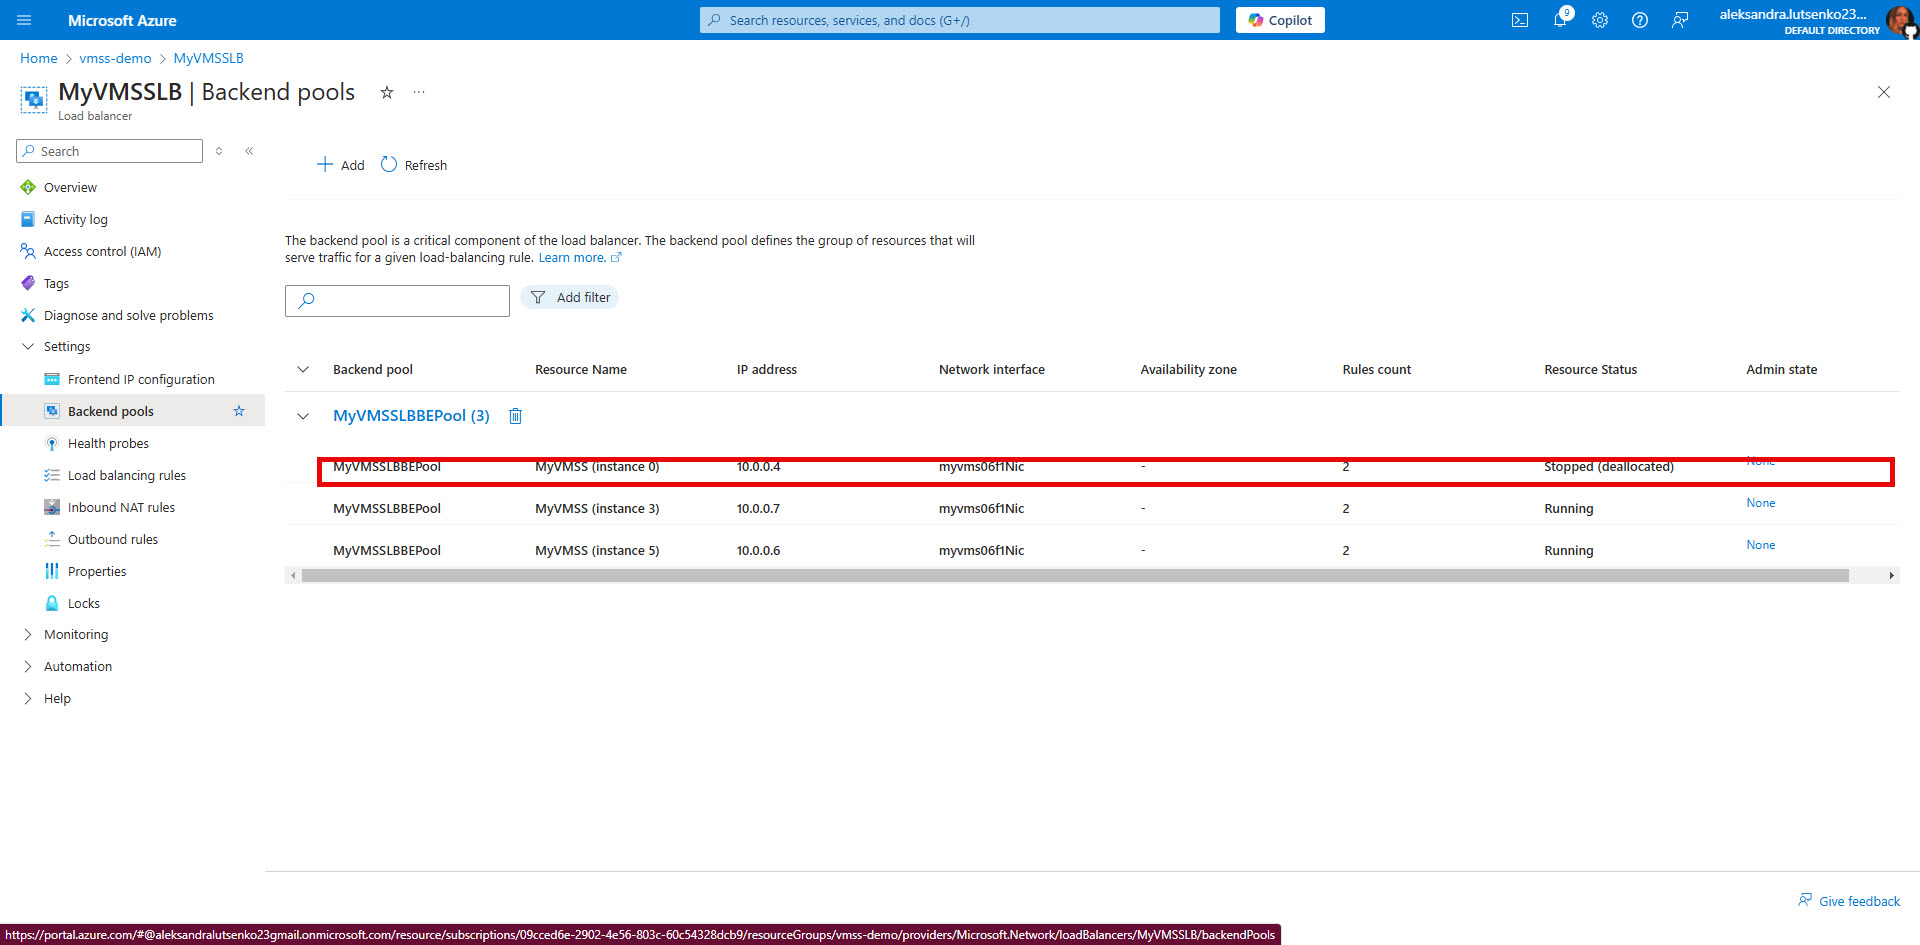 Microsoft Azure
Search resources, services, and docs (G+/)
Copilot
9
aleksandra.lutsenko23...
DEFAULT DIRECTORY
Home > vmss-demo > MyVMSSLB
MyVMSSLB | Backend pools
Load balancer
Search
Add Refresh
Overview
Activity log
Access control (IAM)
Tags
Diagnose and solve problems
Settings
Frontend IP configuration
Backend pools
Health probes
Load balancing rules
Inbound NAT rules
Outbound rules
Properties
Locks
Monitoring
Automation
Help
The backend pool is a critical component of the load balancer. The backend pool defines the group of resources that will
serve traffic for a given load-balancing rule. Learn more.
Add filter
Backend pool Resource Name IP address Network interface Availability zone Rules count Resource Status Admin state
MyVMSSLBBEPool (3)
MyVMSSLBBEPool MyVMSS (instance 0) 10.0.0.4 myvms06f1Nic - 2 Stopped (deallocated) None
MyVMSSLBBEPool MyVMSS (instance 3) 10.0.0.7 myvms06f1Nic - 2 Running None
MyVMSSLBBEPool MyVMSS (instance 5) 10.0.0.6 myvms06f1Nic - 2 Running None
Give feedback
https://portal.azure.com/#@aleksandralutsenko23gmail.onmicrosoft.com/resource/subscriptions/09cced6e-2902-4e56-803c-60c54328dcb9/resourceGroups/vmss-demo/providers/Microsoft.Network/loadBalancers/MyVMSSLB/backendPools